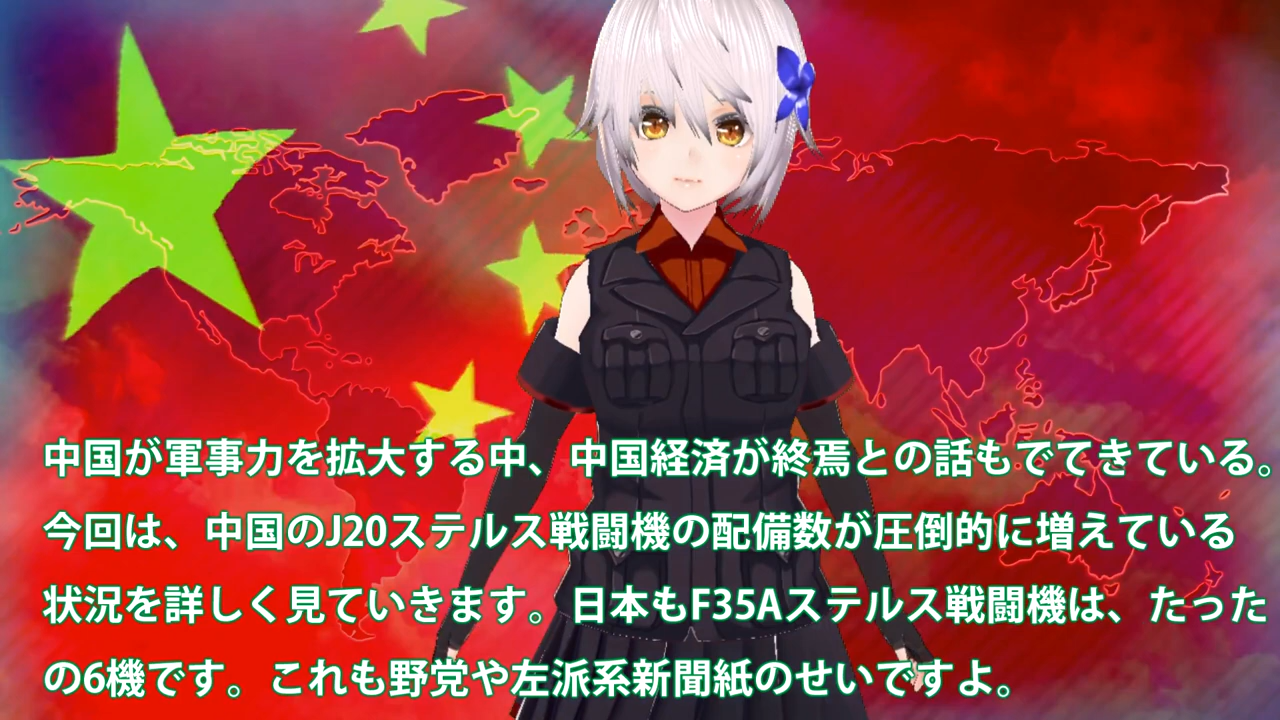 中国が軍事力を拡大する中、中国経済が終焉との話もでてきている。
今回は、中国のJ20ステルス戦闘機の配備数が圧倒的に増えている
状況を詳しく見ていきます。日本もF35Aステルス戦闘機は、たった
の6機です。これも野党や左派系新聞紙のせいですよ。